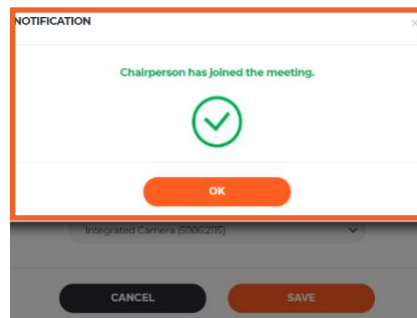 NOTIFICATION
Chairperson has joined the meeting.
OK
Integrated Camera (5986:2115)
CANCEL
SAVE